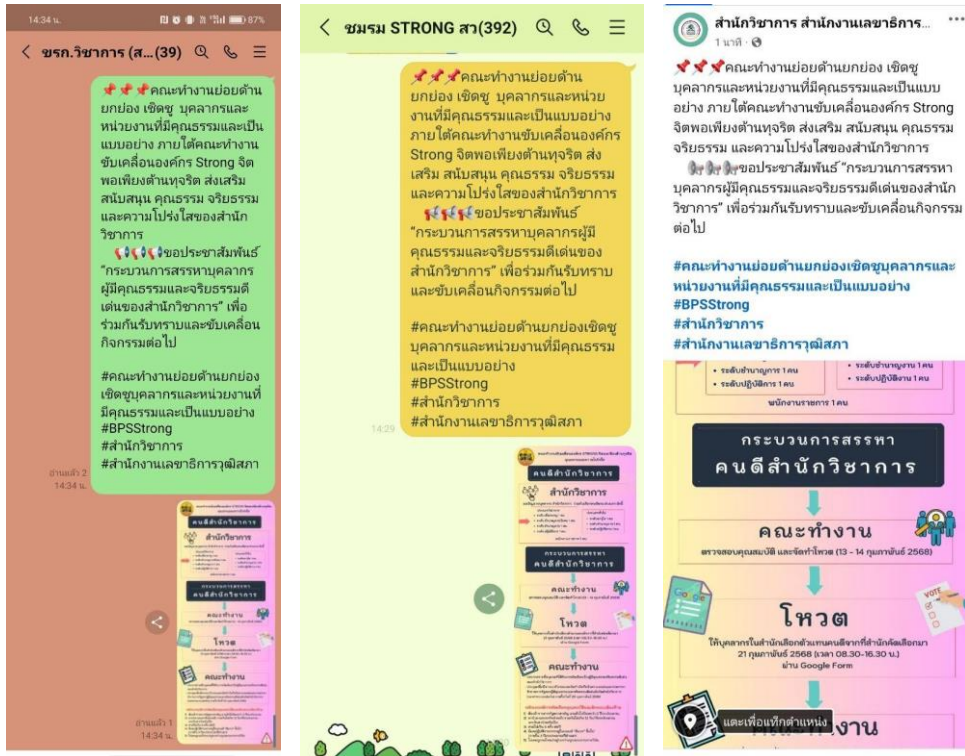 14:34 น.
87%
ขรก.วิชาการ (ส...(39)
📌📌📌คณะทำงานย่อยด้าน
ยกย่อง เชิดชู บุคลากรและ
หน่วยงานที่มีคุณธรรมและเป็น
แบบอย่าง ภายใต้คณะทำงาน
ขับเคลื่อนองค์กร Strong จิต
พอเพียงต้านทุจริต ส่งเสริม
สนับสนุน คุณธรรม จริยธรรม
และความโปร่งใสของสำนัก
วิชาการ
📢📢📢ขอประชาสัมพันธ์
“กระบวนการสรรหาบุคลากร
ผู้มีคุณธรรมและจริยธรรมดี
เด่นของสำนักวิชาการ” เพื่อ
ร่วมกันรับทราบและขับเคลื่อน
กิจกรรมต่อไป
#คณะทำงานย่อยด้านยกย่อง
เชิดชูบุคลากรและหน่วยงานที่
มีคุณธรรมและเป็นแบบอย่าง
#BPSStrong
#สำนักวิชาการ
#สำนักงานเลขาธิการวุฒิสภา
อ่านแล้ว 2
14:34 น.
คนดีสำนักวิชาการ
สำนักวิชาการ
กระบวนการสรรหา
คนดีสำนักวิชาการ
คณะทำงาน
โหวต
คณะทำงาน
อ่านแล้ว 1
14:34 น.
ชมรม STRONG สว(392)
📌📌📌คณะทำงานย่อยด้าน
ยกย่อง เชิดชู บุคลากรและหน่วย
งานที่มีคุณธรรมและเป็นแบบอย่าง
ภายใต้คณะทำงานขับเคลื่อนองค์กร
Strong จิตพอเพียงต้านทุจริต ส่ง
เสริม สนับสนุน คุณธรรม จริยธรรม
และความโปร่งใสของสำนักวิชาการ
📢📢📢ขอประชาสัมพันธ์
“กระบวนการสรรหาบุคลากรผู้มี
คุณธรรมและจริยธรรมดีเด่นของ
สำนักวิชาการ” เพื่อร่วมกันรับทราบ
และขับเคลื่อนกิจกรรมต่อไป
#คณะทำงานย่อยด้านยกย่องเชิดชู
บุคลากรและหน่วยงานที่มีคุณธรรม
และเป็นแบบอย่าง
#BPSStrong
#สำนักวิชาการ
#สำนักงานเลขาธิการวุฒิสภา
14:29
คนดีสำนักวิชาการ
สำนักวิชาการ
กระบวนการสรรหา
คนดีสำนักวิชาการ
คณะทำงาน
โหวต
คณะทำงาน
สำนักวิชาการ สำนักงานเลขาธิการ...
1 นาที
📌📌📌คณะทำงานย่อยด้านยกย่อง เชิดชู
บุคลากรและหน่วยงานที่มีคุณธรรมและเป็นแบบ
อย่าง ภายใต้คณะทำงานขับเคลื่อนองค์กร Strong
จิตพอเพียงต้านทุจริต ส่งเสริม สนับสนุน คุณธรรม
จริยธรรม และความโปร่งใสของสำนักวิชาการ
📢📢📢ขอประชาสัมพันธ์ “กระบวนการสรรหา
บุคลากรผู้มีคุณธรรมและจริยธรรมดีเด่นของสำนัก
วิชาการ” เพื่อร่วมกันรับทราบและขับเคลื่อนกิจกรรม
ต่อไป
#คณะทำงานย่อยด้านยกย่องเชิดชูบุคลากรและ
หน่วยงานที่มีคุณธรรมและเป็นแบบอย่าง
#BPSStrong
#สำนักวิชาการ
#สำนักงานเลขาธิการวุฒิสภา
• ระดับชำนาญการ 1 คน
• ระดับชำนาญงาน 1 คน
• ระดับปฏิบัติการ 1 คน
• ระดับปฏิบัติงาน 1 คน
พนักงานราชการ 1 คน
กระบวนการสรรหา
คนดีสำนักวิชาการ
คณะทำงาน
ตรวจสอบคุณสมบัติ และจัดทำโหวต (13 - 14 กุมภาพันธ์ 2568)
Google
VOTE
โหวต
ให้บุคลากรในสำนักเลือกตัวแทนคนดีจากที่สำนักคัดเลือกมา
21 กุมภาพันธ์ 2568 (เวลา 08.30-16.30 น.)
ผ่าน Google Form
แตะเพื่อแท็กตำแหน่ง